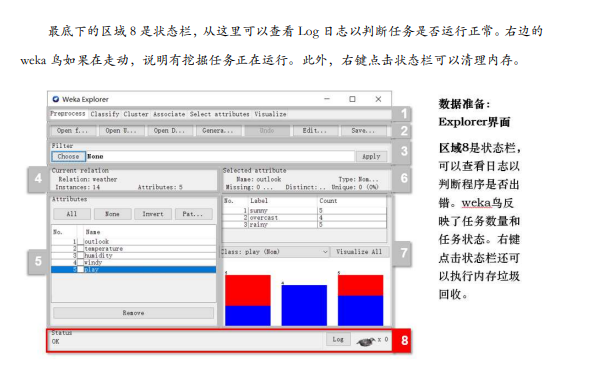 最底下的区域 8 是状态栏，从这里可以查看 Log 日志以判断任务是否运行正常。右边的
weka 鸟如果在走动，说明有挖掘任务正在运行。此外，右键点击状态栏可以清理内存。
Weka Explorer
Preprocess Classify Cluster Associate Select attributes Visualize
1
Open f... Open U... Open D... Genera... Undo Edit... Save...
2
Filter
Choose None Apply
3
Current relation
Relation: weather
Instances: 14 Attributes: 5
4
Selected attribute
Name: outlook Type: Nom...
Missing: 0 ... Distinct:... Unique: 0 (0%)
6
Attributes
All None Invert Pat...
No. Name
1 outlook
2 temperature
3 humidity
4 windy
5 play
Remove
5
No. Label Count
1 sunny 5
2 overcast 4
3 rainy 5
Class: play (Nom) Visualize All
7
Status
OK
Log x 0
8
数据准备：
Explorer界面
区域8是状态栏，
可以查看日志以
判断程序是否出
错。weka鸟反
映了任务数量和
任务状态。右键
点击状态栏还可
以执行内存垃圾
回收。